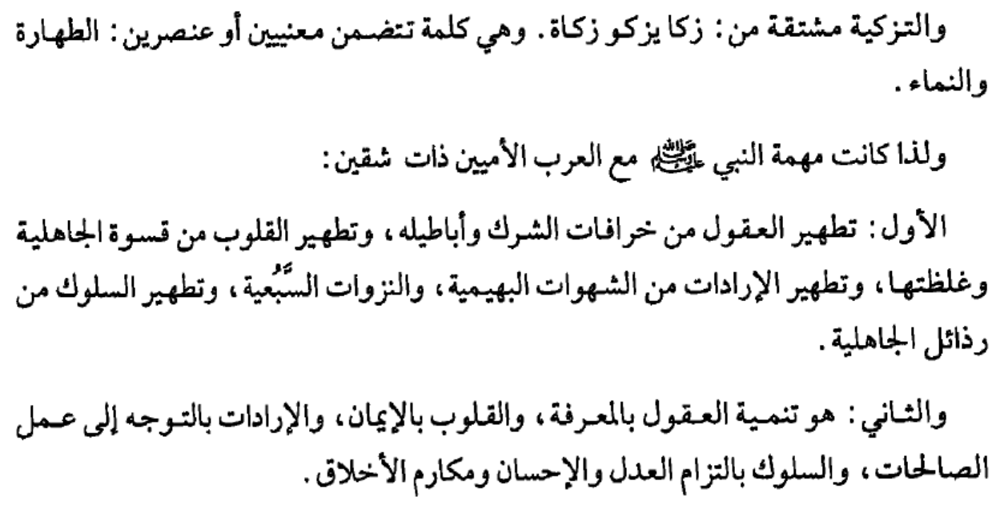 والتزكية مشتقة من: زكا يزكو زكاة. وهي كلمة تتضمن معنيين أو عنصرين: الطهارة
والنماء.
ولذا كانت مهمة النبي ﷺ مع العرب الأميين ذات شقين:
الأول: تطهير العقول من خرافات الشرك وأباطيله، وتطهير القلوب من قسوة الجاهلية
وغلظتها، وتطهير الإرادات من الشهوات البهيمية، والنزوات السَّبُعية، وتطهير السلوك من
رذائل الجاهلية.
والثاني: هو تنمية العقول بالمعرفة، والقلوب بالإيمان، والإرادات بالتوجه إلى عمل
الصالحات، والسلوك بالتزام العدل والإحسان ومكارم الأخلاق.